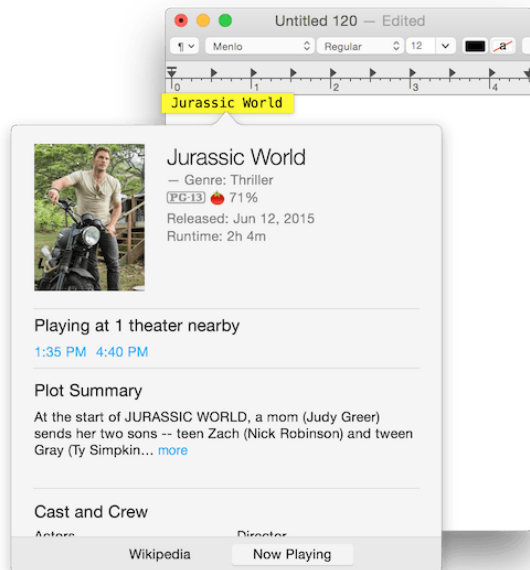 Untitled 120 — Edited
¶ Menlo Regular 12 a
0 1 2 3 4
Jurassic World
Jurassic World
— Genre: Thriller
PG-13 71%
Released: Jun 12, 2015
Runtime: 2h 4m
Playing at 1 theater nearby
1:35 PM 4:40 PM
Plot Summary
At the start of JURASSIC WORLD, a mom (Judy Greer)
sends her two sons -- teen Zach (Nick Robinson) and tween
Gray (Ty Simpkin... more
Cast and Crew
Actors Director
Wikipedia Now Playing